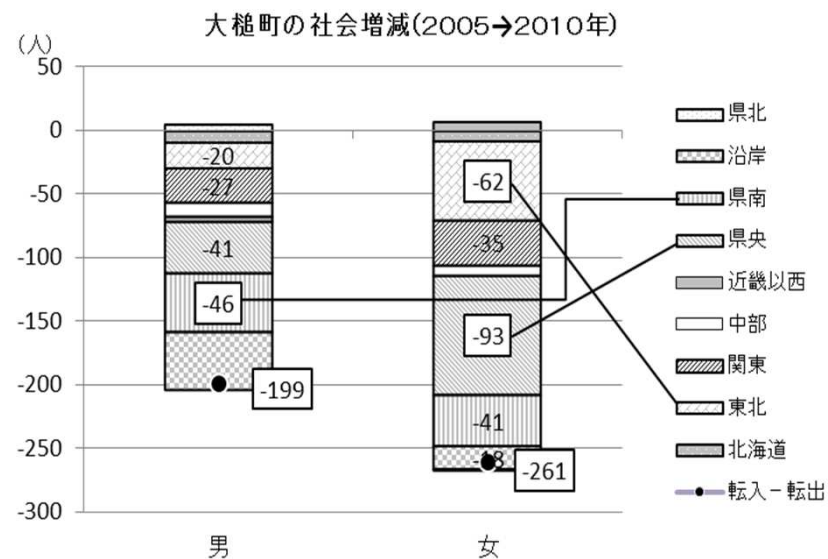 大槌町の社会増減(2005→2010年)
(人)
50
0
-50
-100
-150
-200
-250
-300
-20
-27
-41
-46
-199
-62
-35
-93
-41
-18
-261
男
女
県北
沿岸
県南
県央
近畿以西
中部
関東
東北
北海道
転入－転出